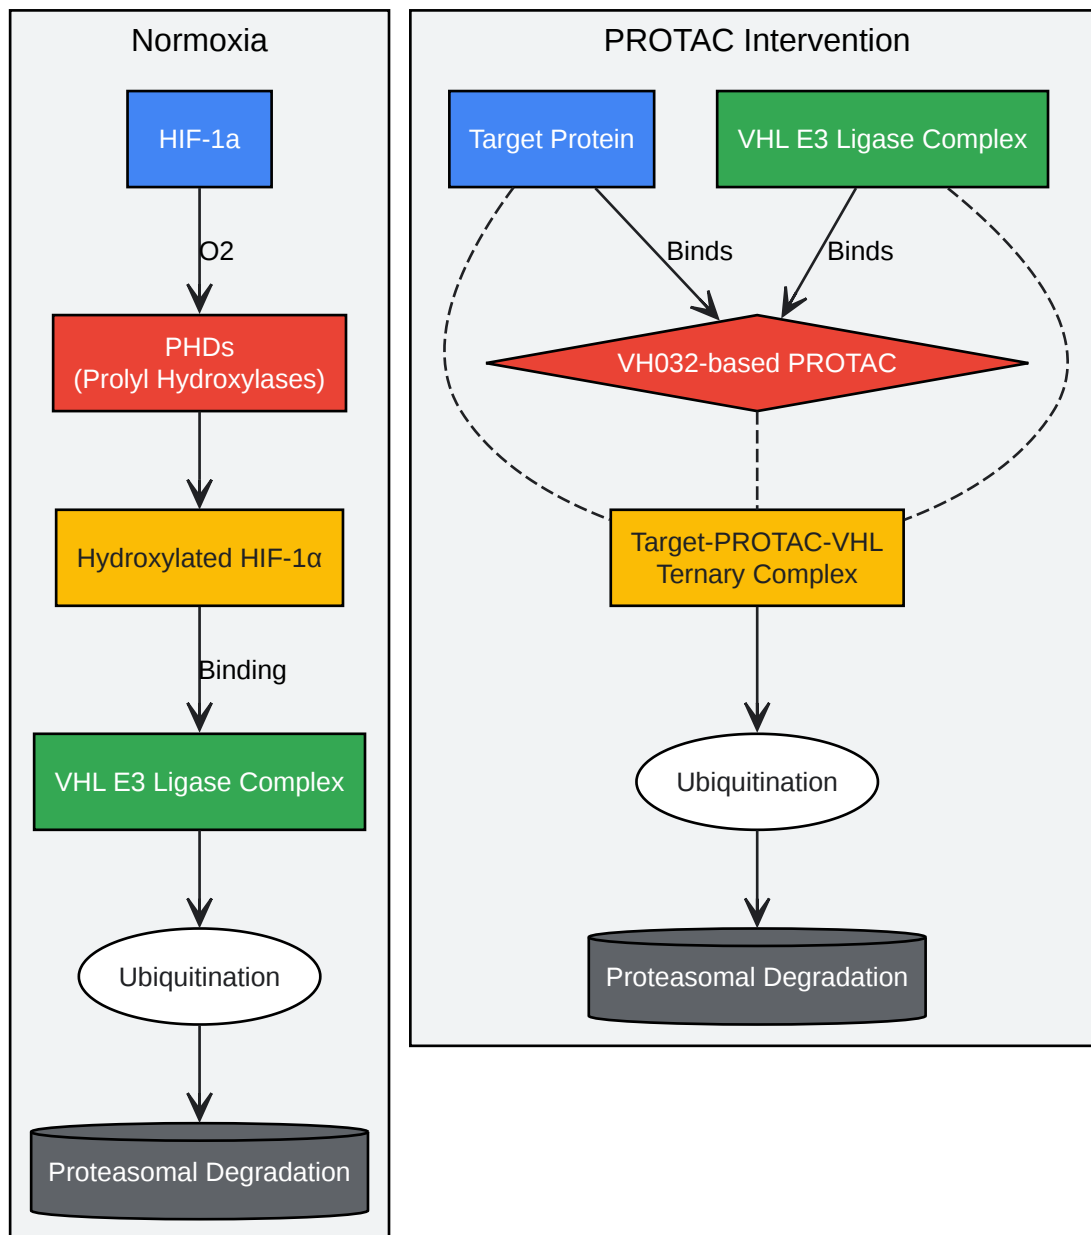 Normoxia
HIF-1a
O2
PHDs
(Prolyl Hydroxylases)
Hydroxylated HIF-1α
Binding
VHL E3 Ligase Complex
Ubiquitination
Proteasomal Degradation
PROTAC Intervention
Target Protein
VHL E3 Ligase Complex
Binds
Binds
VH032-based PROTAC
Target-PROTAC-VHL
Ternary Complex
Ubiquitination
Proteasomal Degradation